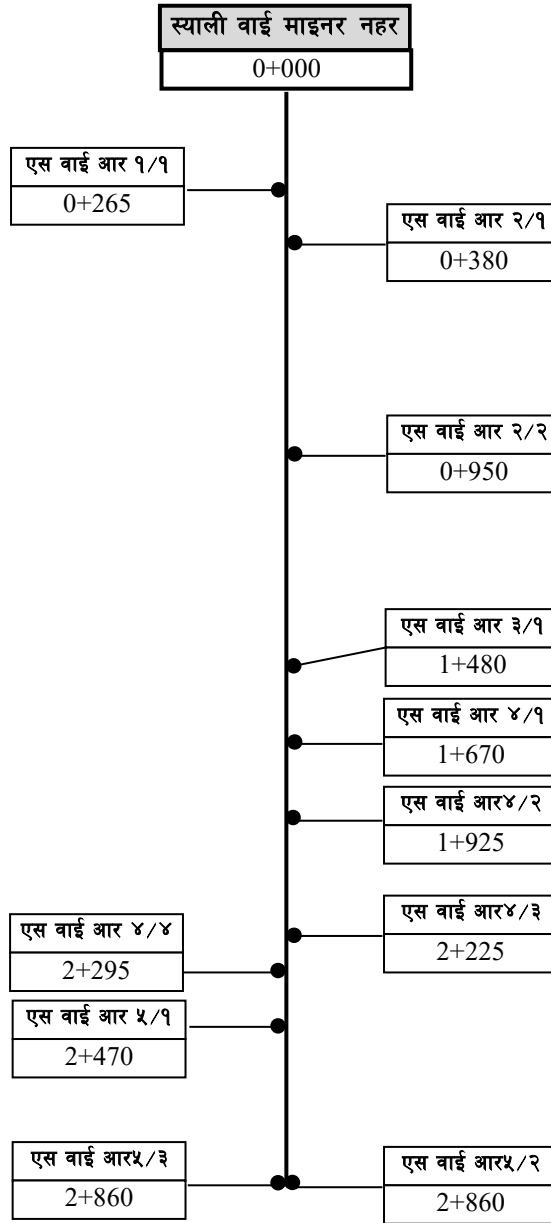 स्याली वाई माइनर नहर
0+000
एस वाई आर १/१
0+265
एस वाई आर २/१
0+380
एस वाई आर २/२
0+950
एस वाई आर ३/१
1+480
एस वाई आर ४/१
1+670
एस वाई आर४/२
1+925
एस वाई आर४/३
2+225
एस वाई आर ४/४
2+295
एस वाई आर ५/१
2+470
एस वाई आर५/३
2+860
एस वाई आर५/२
2+860